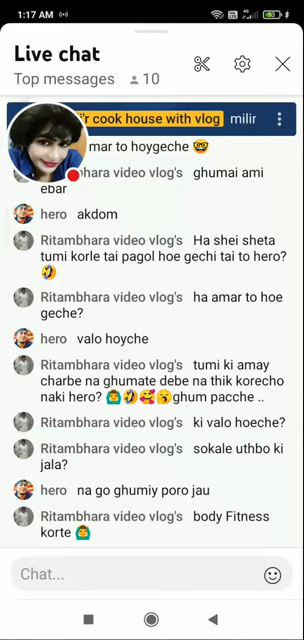 1:17 AM
Live chat
Top messages 10
r cook house with vlog milir
mar to hoygeche 🤓
hara video vlog's ghumai ami
ebar
hero akdom
Ritambhara video vlog's Ha shei sheta
tumi korle tai pagol hoe gechi tai to hero?
🤣
Ritambhara video vlog's ha amar to hoe
geche?
hero valo hoyche
Ritambhara video vlog's tumi ki amay
charbe na ghumate debe na thik korecho
naki hero? 🙆‍♂️🤣🥰🥱ghum pacche ..
Ritambhara video vlog's ki valo hoeche?
Ritambhara video vlog's sokale uthbo ki
jala?
hero na go ghumiy poro jau
Ritambhara video vlog's body Fitness
korte 🙆‍♂️
Chat...